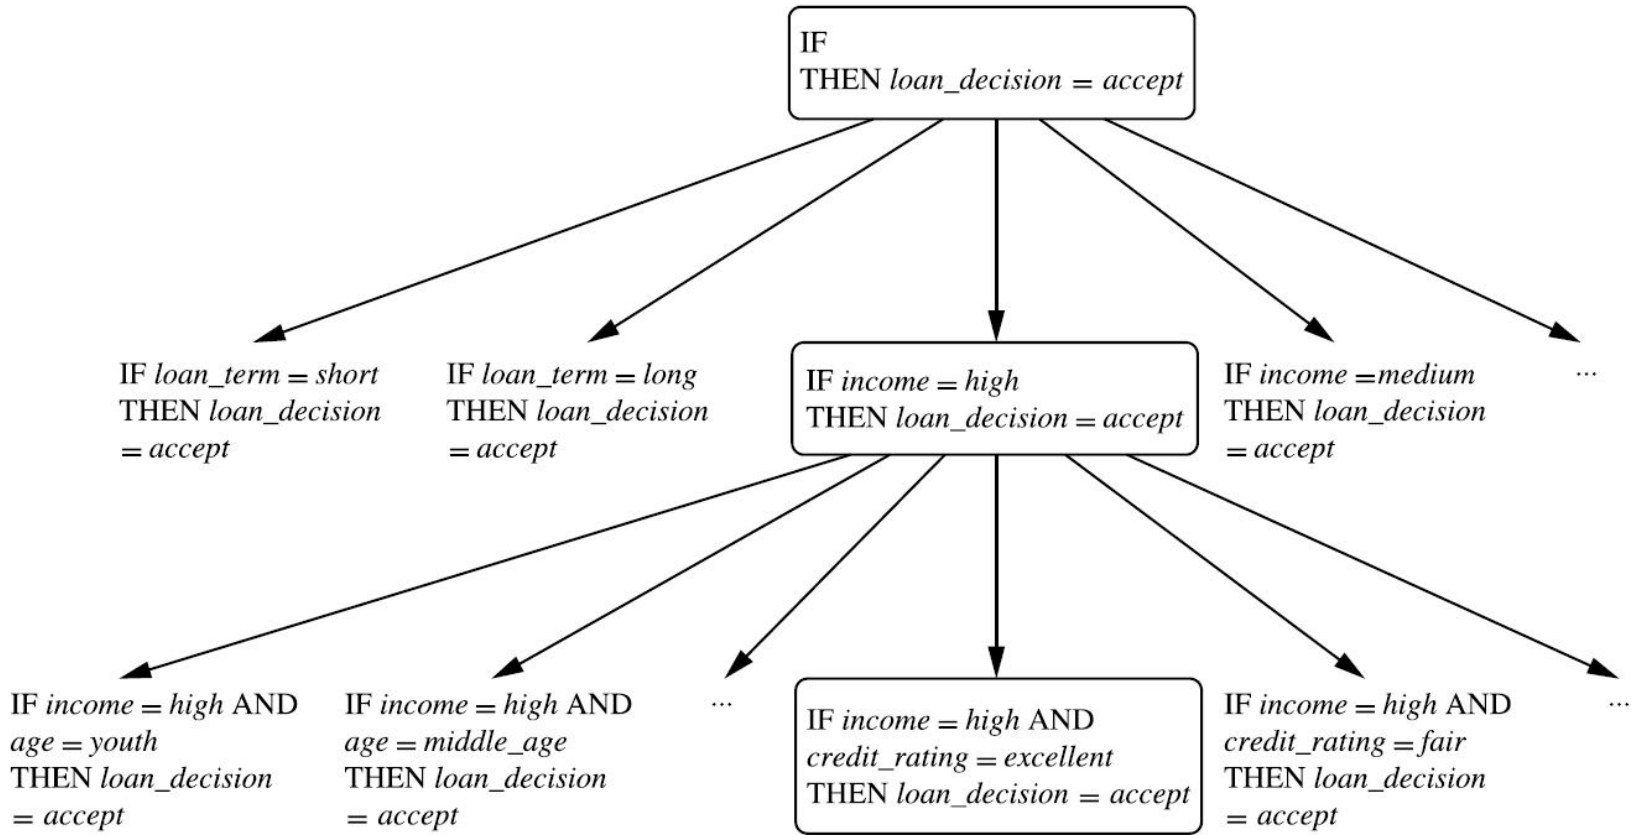 IF
THEN loan_decision = accept
IF loan_term = short
THEN loan_decision
= accept
IF loan_term = long
THEN loan_decision
= accept
IF income = high
THEN loan_decision = accept
IF income =medium
THEN loan_decision
= accept
...
IF income = high AND
age = youth
THEN loan_decision
= accept
IF income = high AND
age = middle_age
THEN loan_decision
= accept
...
IF income = high AND
credit_rating = excellent
THEN loan_decision = accept
IF income = high AND
credit_rating = fair
THEN loan_decision
= accept
...